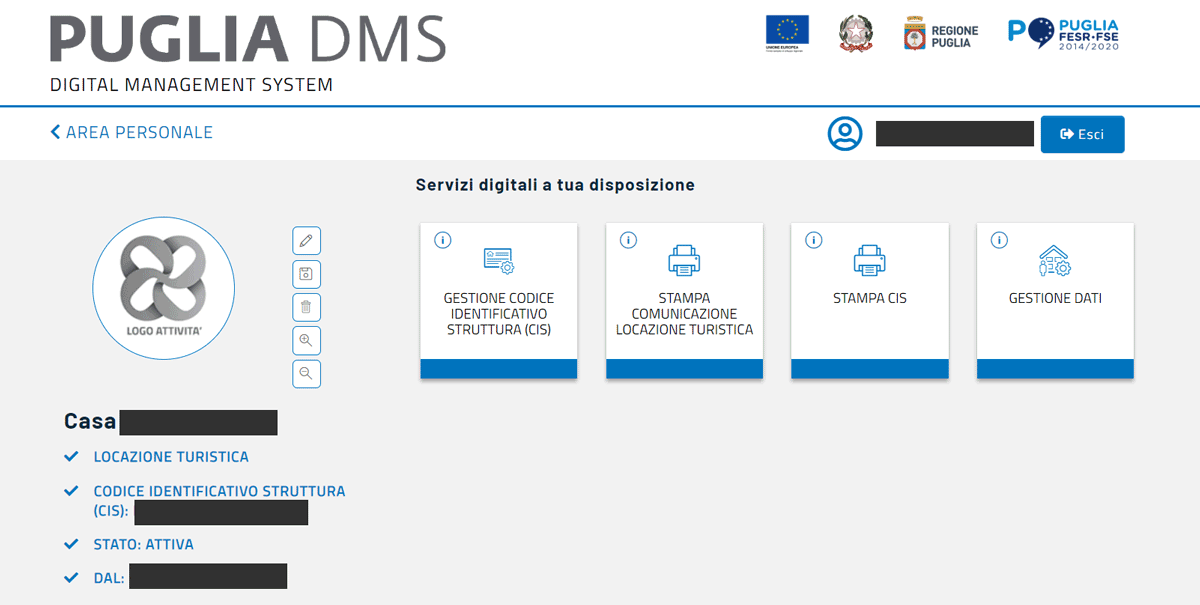 PUGLIA DMS
DIGITAL MANAGEMENT SYSTEM
UNIONE EUROPEA
REGIONE
PUGLIA
PUGLIA
FESR·FSE
2014/2020
AREA PERSONALE
Esci
Servizi digitali a tua disposizione
LOGO ATTIVITA'
GESTIONE CODICE
IDENTIFICATIVO
STRUTTURA (CIS)
STAMPA
COMUNICAZIONE
LOCAZIONE TURISTICA
STAMPA CIS
GESTIONE DATI
Casa
LOCAZIONE TURISTICA
CODICE IDENTIFICATIVO STRUTTURA
(CIS):
STATO: ATTIVA
DAL: